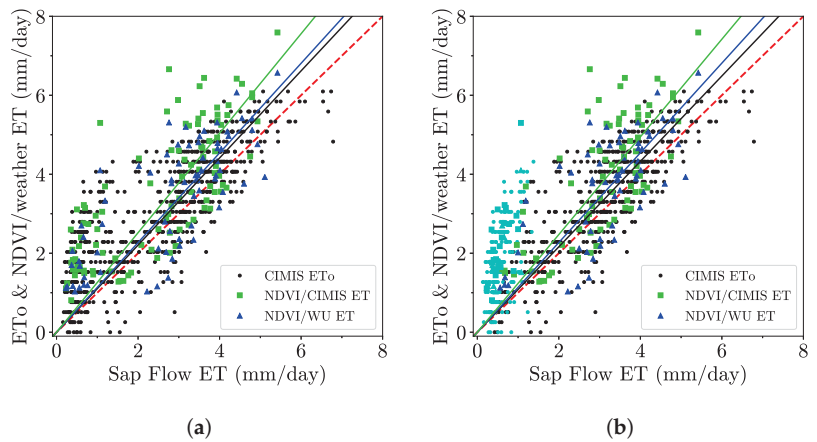 ETo & NDVI/weather ET (mm/day)
8
6
4
2
0
0 2 4 6 8
Sap Flow ET (mm/day)
CIMIS ETo
NDVI/CIMIS ET
NDVI/WU ET
(a)
ETo & NDVI/weather ET (mm/day)
8
6
4
2
0
0 2 4 6 8
Sap Flow ET (mm/day)
CIMIS ETo
NDVI/CIMIS ET
NDVI/WU ET
(b)